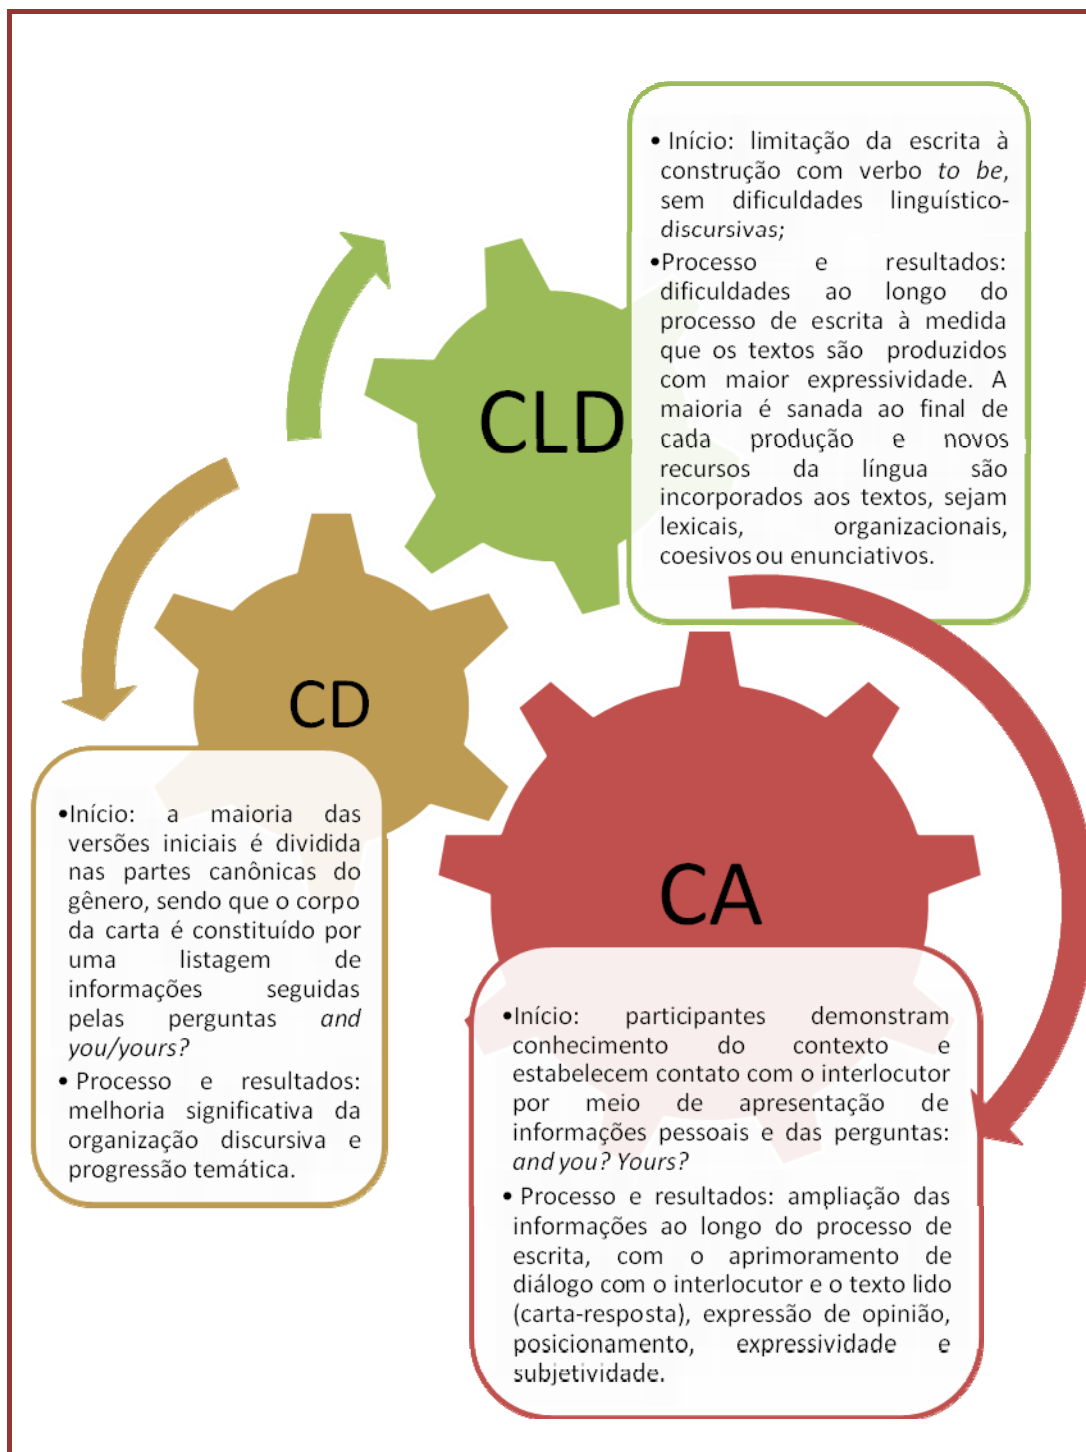 • Início: limitação da escrita à
construção com verbo to be,
sem dificuldades linguístico-
discursivas;
•Processo e resultados:
dificuldades ao longo do
processo de escrita à medida
que os textos são produzidos
com maior expressividade. A
maioria é sanada ao final de
cada produção e novos
recursos da língua são
incorporados aos textos, sejam
lexicais, organizacionais,
coesivos ou enunciativos.
CLD
CD
•Início: a maioria das
versões iniciais é dividida
nas partes canônicas do
gênero, sendo que o corpo
da carta é constituído por
uma listagem de
informações seguidas
pelas perguntas and
you/yours?
• Processo e resultados:
melhoria significativa da
organização discursiva e
progressão temática.
CA
•Início: participantes demonstram
conhecimento do contexto e
estabelecem contato com o interlocutor
por meio de apresentação de
informações pessoais e das perguntas:
and you? Yours?
• Processo e resultados: ampliação das
informações ao longo do processo de
escrita, com o aprimoramento de
diálogo com o interlocutor e o texto lido
(carta-resposta), expressão de opinião,
posicionamento, expressividade e
subjetividade.